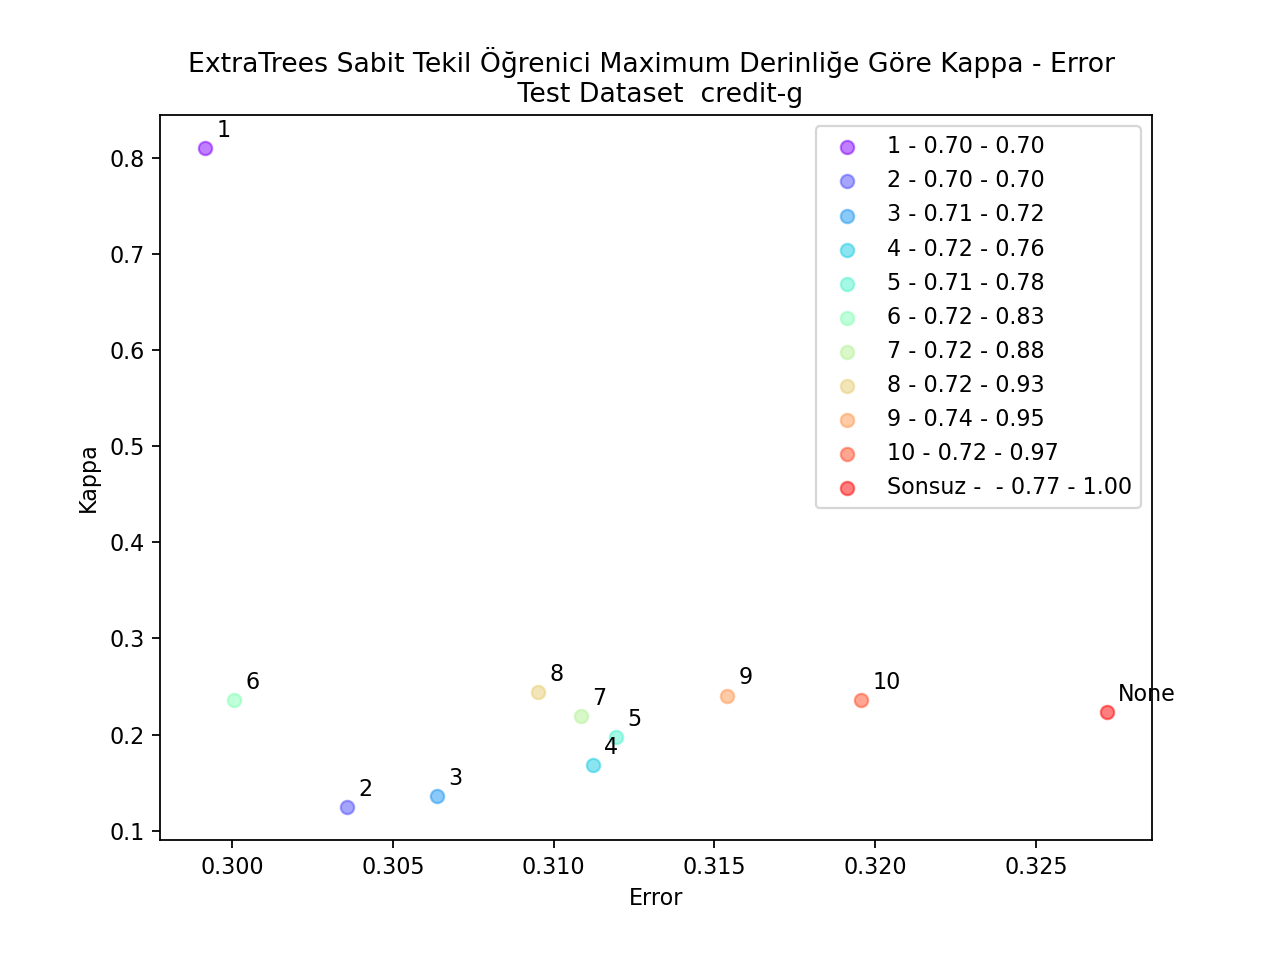 ExtraTrees Sabit Tekil Öğrenici Maximum Derinliğe Göre Kappa - Error
Test Dataset  credit-g
1
1 - 0.70 - 0.70
2 - 0.70 - 0.70
3 - 0.71 - 0.72
4 - 0.72 - 0.76
5 - 0.71 - 0.78
6 - 0.72 - 0.83
7 - 0.72 - 0.88
8 - 0.72 - 0.93
9 - 0.74 - 0.95
10 - 0.72 - 0.97
Sonsuz -  - 0.77 - 1.00
0.8
0.7
0.6
0.5
0.4
0.3
0.2
0.1
Kappa
6
8
7
5
4
9
10
None
2
3
0.300
0.305
0.310
0.315
0.320
0.325
Error